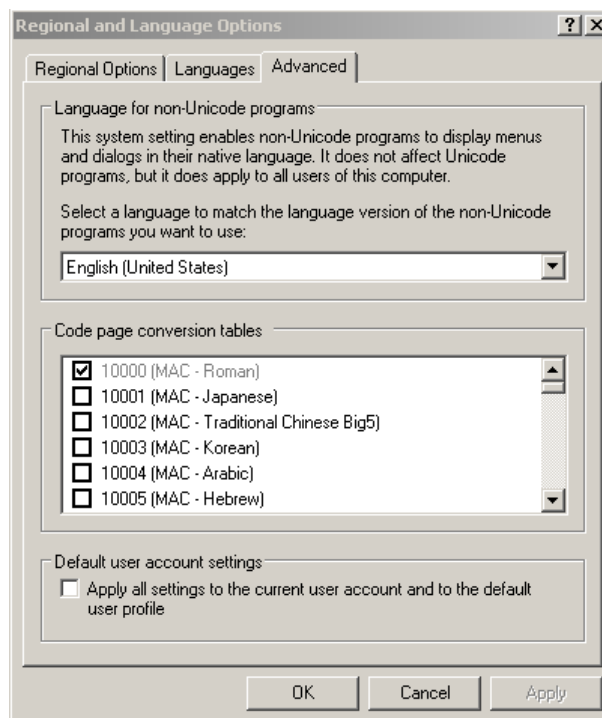 Regional and Language Options
Regional Options
Languages
Advanced
Language for non-Unicode programs
This system setting enables non-Unicode programs to display menus
and dialogs in their native language. It does not affect Unicode
programs, but it does apply to all users of this computer.
Select a language to match the language version of the non-Unicode
programs you want to use:
English (United States)
Code page conversion tables
10000 (MAC - Roman)
10001 (MAC - Japanese)
10002 (MAC - Traditional Chinese Big5)
10003 (MAC - Korean)
10004 (MAC - Arabic)
10005 (MAC - Hebrew)
Default user account settings
Apply all settings to the current user account and to the default
user profile
OK
Cancel
Apply